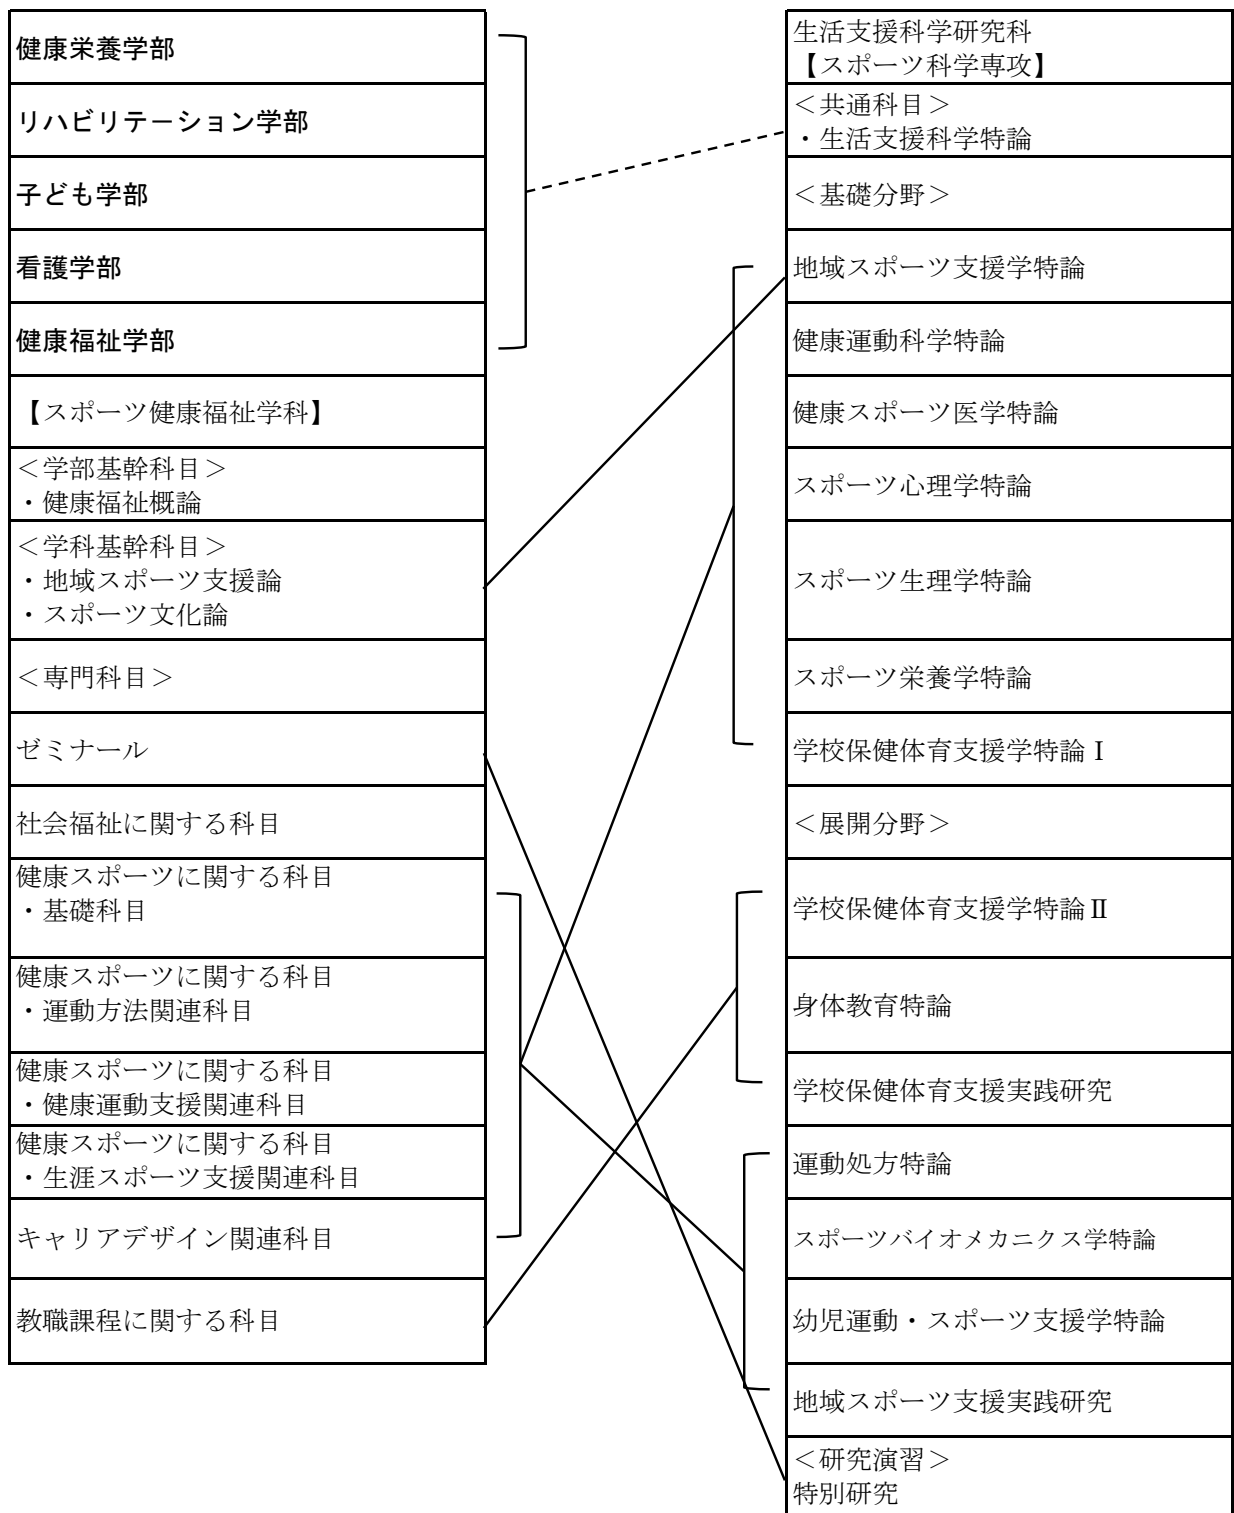 健康栄養学部
リハビリテーション学部
子ども学部
看護学部
健康福祉学部
【スポーツ健康福祉学科】
＜学部基幹科目＞
・健康福祉概論
＜学科基幹科目＞
・地域スポーツ支援論
・スポーツ文化論
＜専門科目＞
ゼミナール
社会福祉に関する科目
健康スポーツに関する科目
・基礎科目
健康スポーツに関する科目
・運動方法関連科目
健康スポーツに関する科目
・健康運動支援関連科目
健康スポーツに関する科目
・生涯スポーツ支援関連科目
キャリアデザイン関連科目
教職課程に関する科目
生活支援科学研究科
【スポーツ科学専攻】
＜共通科目＞
・生活支援科学特論
＜基礎分野＞
地域スポーツ支援学特論
健康運動科学特論
健康スポーツ医学特論
スポーツ心理学特論
スポーツ生理学特論
スポーツ栄養学特論
学校保健体育支援学特論Ⅰ
＜展開分野＞
学校保健体育支援学特論Ⅱ
身体教育特論
学校保健体育支援実践研究
運動処方特論
スポーツバイオメカニクス学特論
幼児運動・スポーツ支援学特論
地域スポーツ支援実践研究
＜研究演習＞
特別研究